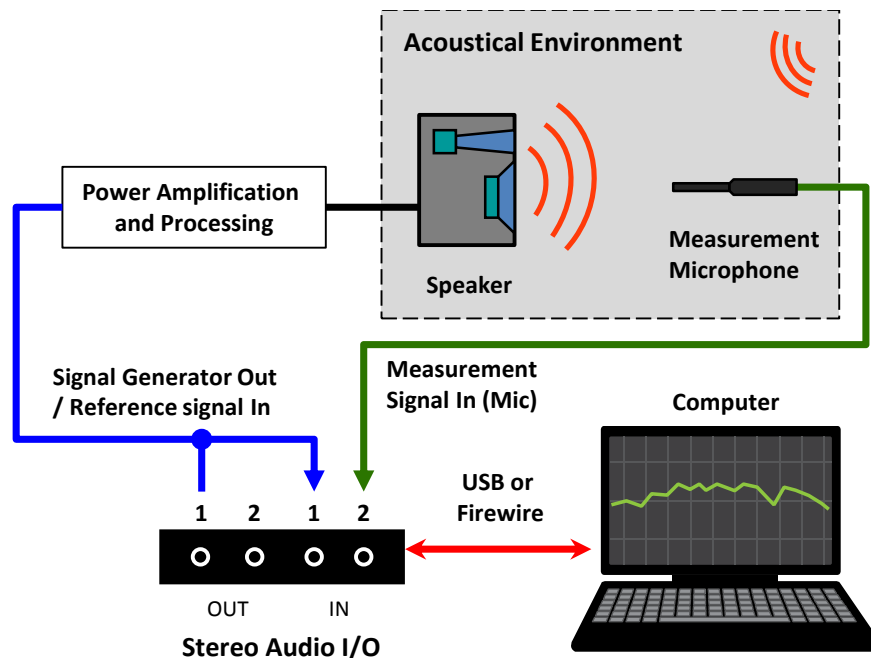 Acoustical Environment
Power Amplification
and Processing
Speaker
Measurement
Microphone
Signal Generator Out
/ Reference signal In
Measurement
Signal In (Mic)
Computer
USB or
Firewire
1 2 1 2
OUT IN
Stereo Audio I/O